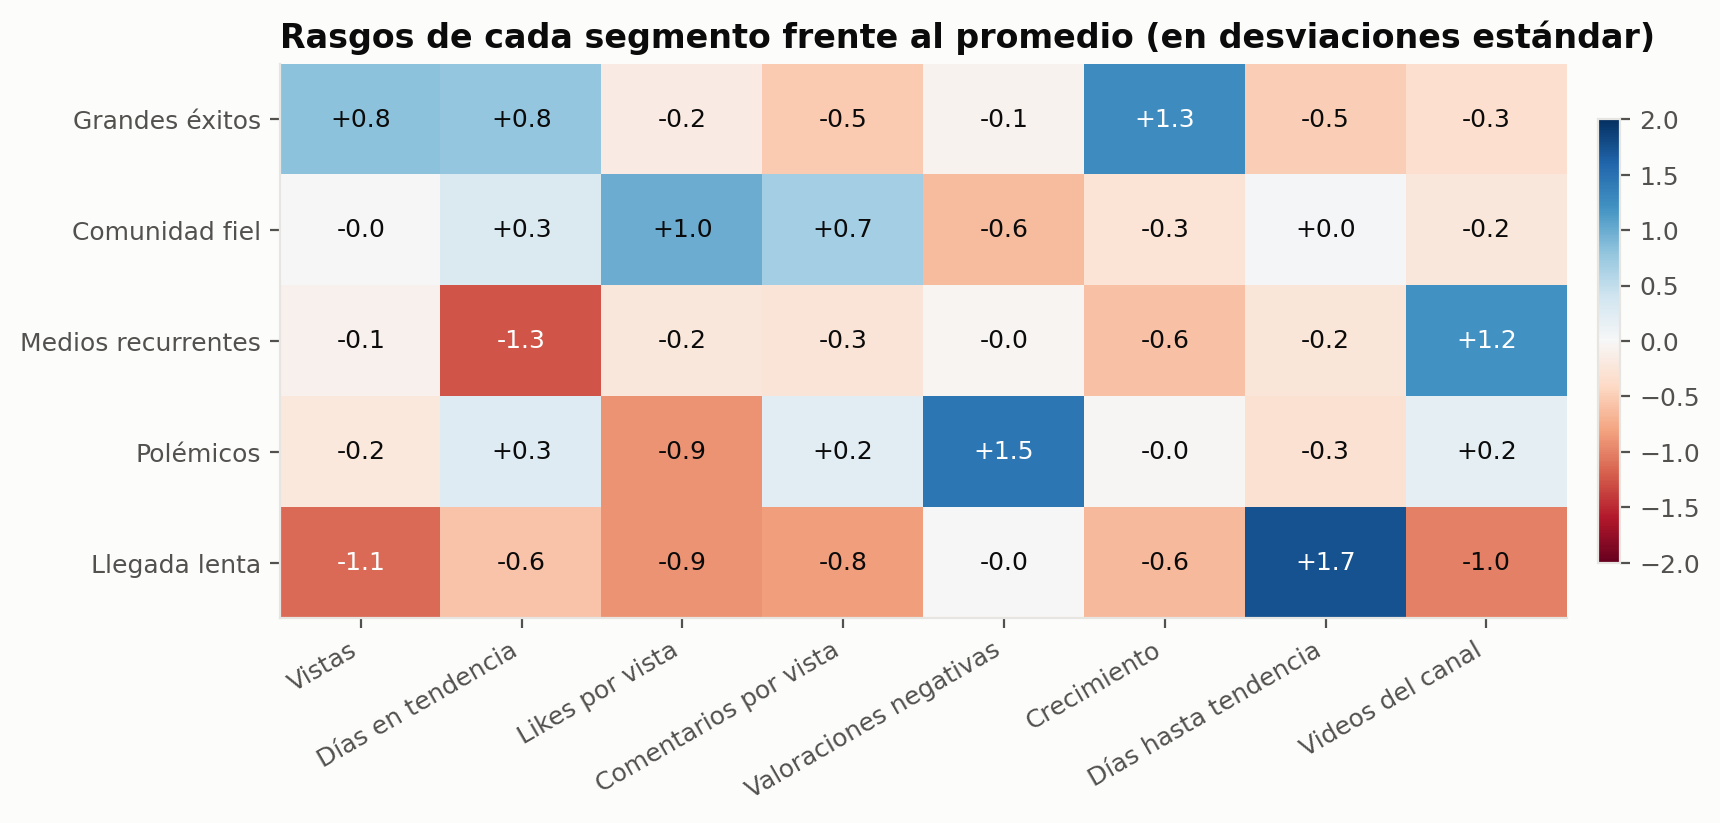 Rasgos de cada segmento frente al promedio (en desviaciones estándar)
Grandes éxitos +0.8 +0.8 -0.2 -0.5 -0.1 +1.3 -0.5 -0.3
Comunidad fiel -0.0 +0.3 +1.0 +0.7 -0.6 -0.3 +0.0 -0.2
Medios recurrentes -0.1 -1.3 -0.2 -0.3 -0.0 -0.6 -0.2 +1.2
Polémicos -0.2 +0.3 -0.9 +0.2 +1.5 -0.0 -0.3 +0.2
Llegada lenta -1.1 -0.6 -0.9 -0.8 -0.0 -0.6 +1.7 -1.0
Vistas
Días en tendencia
Likes por vista
Comentarios por vista
Valoraciones negativas
Crecimiento
Días hasta tendencia
Videos del canal
2.0
1.5
1.0
0.5
0.0
−0.5
−1.0
−1.5
−2.0